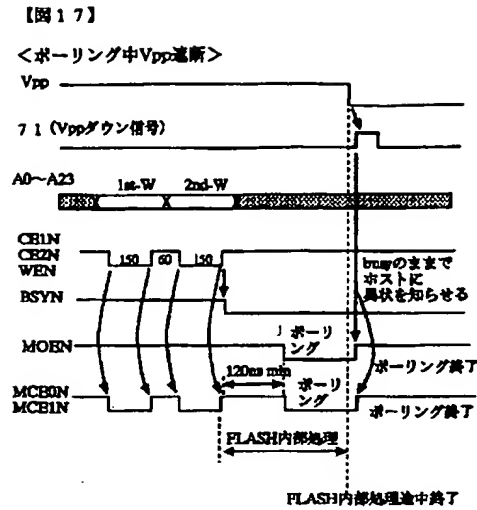 【図１７】
＜ポーリング中Vpp遮断＞
Vpp
７１（Vppダウン信号）
A0～A23
1st-W
2nd-W
CE1N
CE2N
WEN
150
60
150
busyのままで
ホストに
異状を知らせる
BSYN
ポーリ
ング
MOEN
ポーリング終了
120ns min
MCE0N
MCE1N
ポーリ
ング
ポーリング終了
FLASH内部処理
FLASH内部処理途中終了